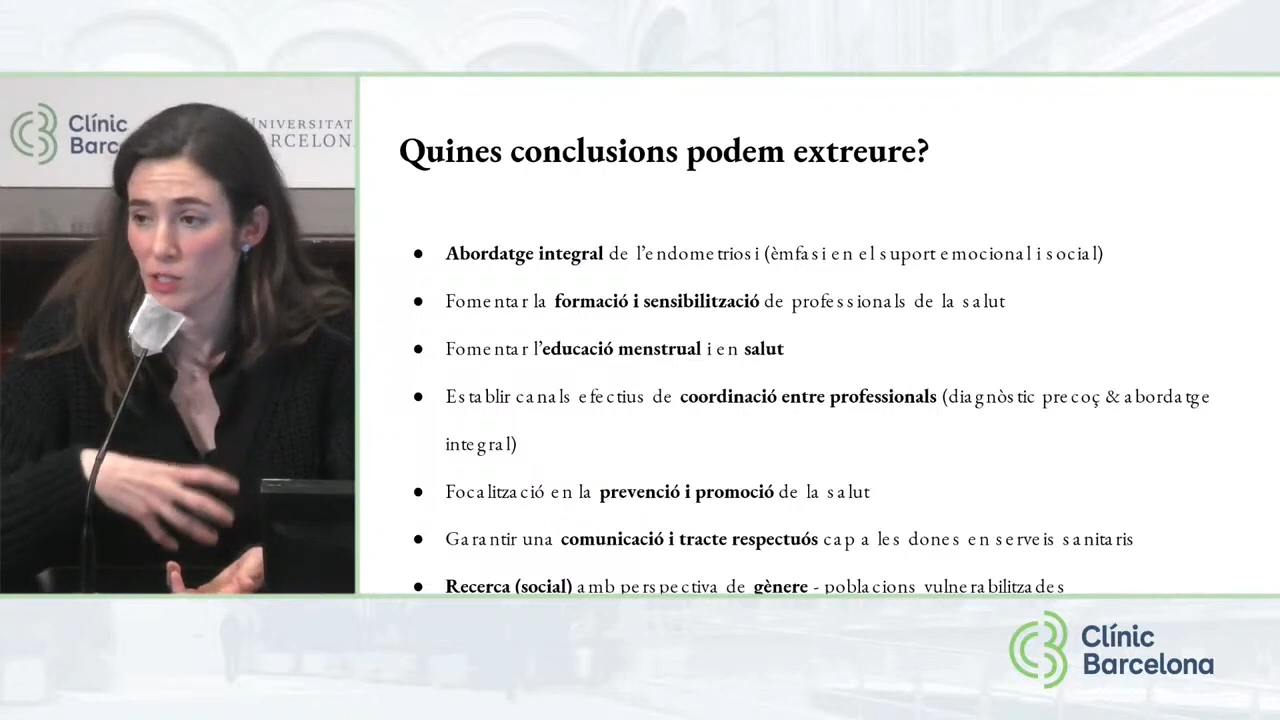 Clínic
Barc
UNIVERSITAT
ARCELON
Quines conclusions podem extreure?
● Abordatge integral de l'endometriosi (èmfasi en el suport emocional i social)
● Fomentar la formació i sensibilització de professionals de la salut
● Fomentar l'educació menstrual i en salut
● Establir canals efectius de coordinació entre professionals (diagnòstic precoç & abordatge
integral)
● Focalització en la prevenció i promoció de la salut
● Garantir una comunicació i tracte respectuós cap a les dones en serveis sanitaris
● Recerca (social) amb perspectiva de gènere - poblacions vulnerabilitzades
Clínic
Barcelona